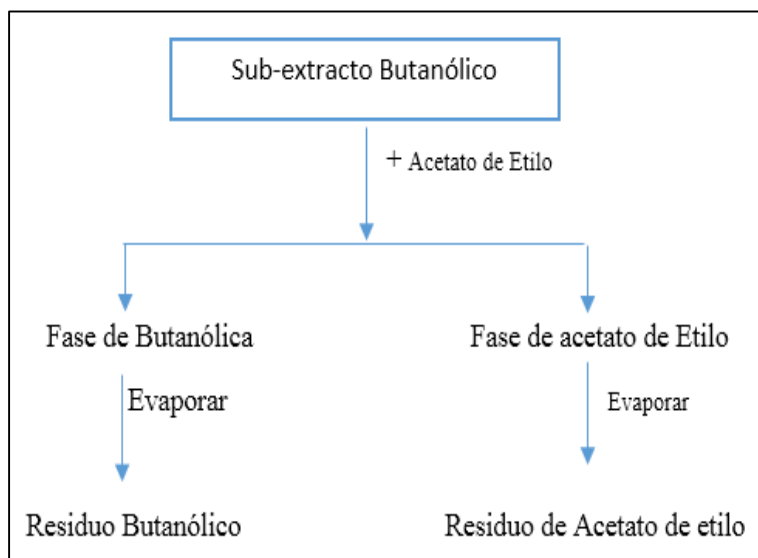 Sub-extracto Butanólico
+ Acetato de Etilo
Fase de Butanólica
Fase de acetato de Etilo
Evaporar
Evaporar
Residuo Butanólico
Residuo de Acetato de etilo